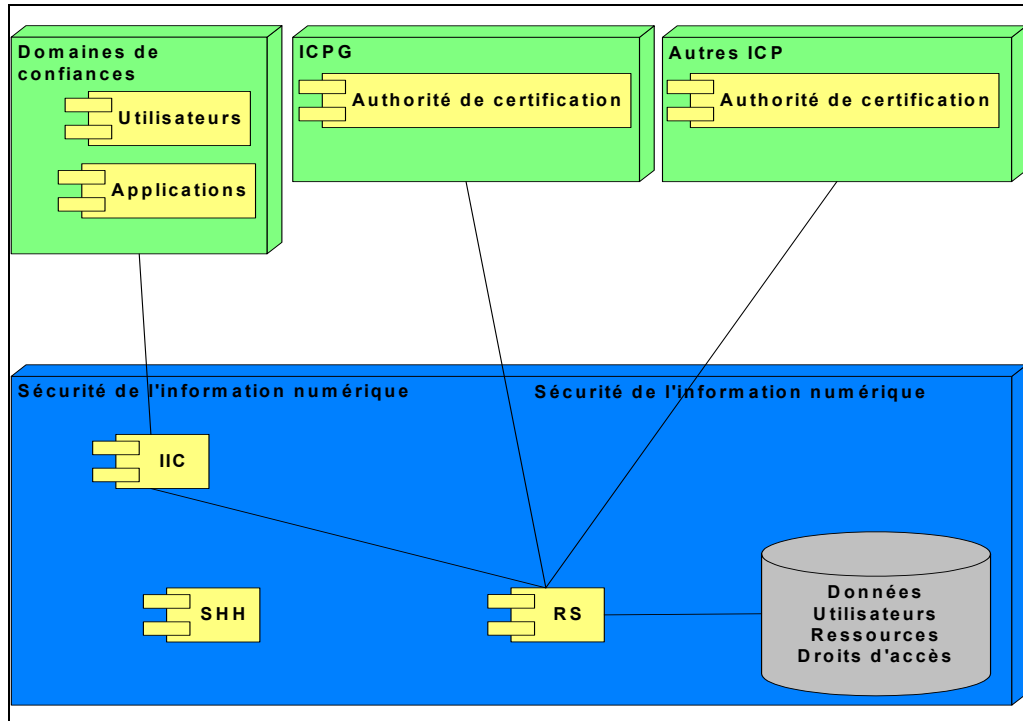 Domaines de
confiances
Utilisateurs
Applications
ICPG
Authorité de certification
Autres ICP
Authorité de certification
Sécurité de l'information numérique
Sécurité de l'information numérique
IIC
SHH
RS
Données
Utilisateurs
Ressources
Droits d'accès